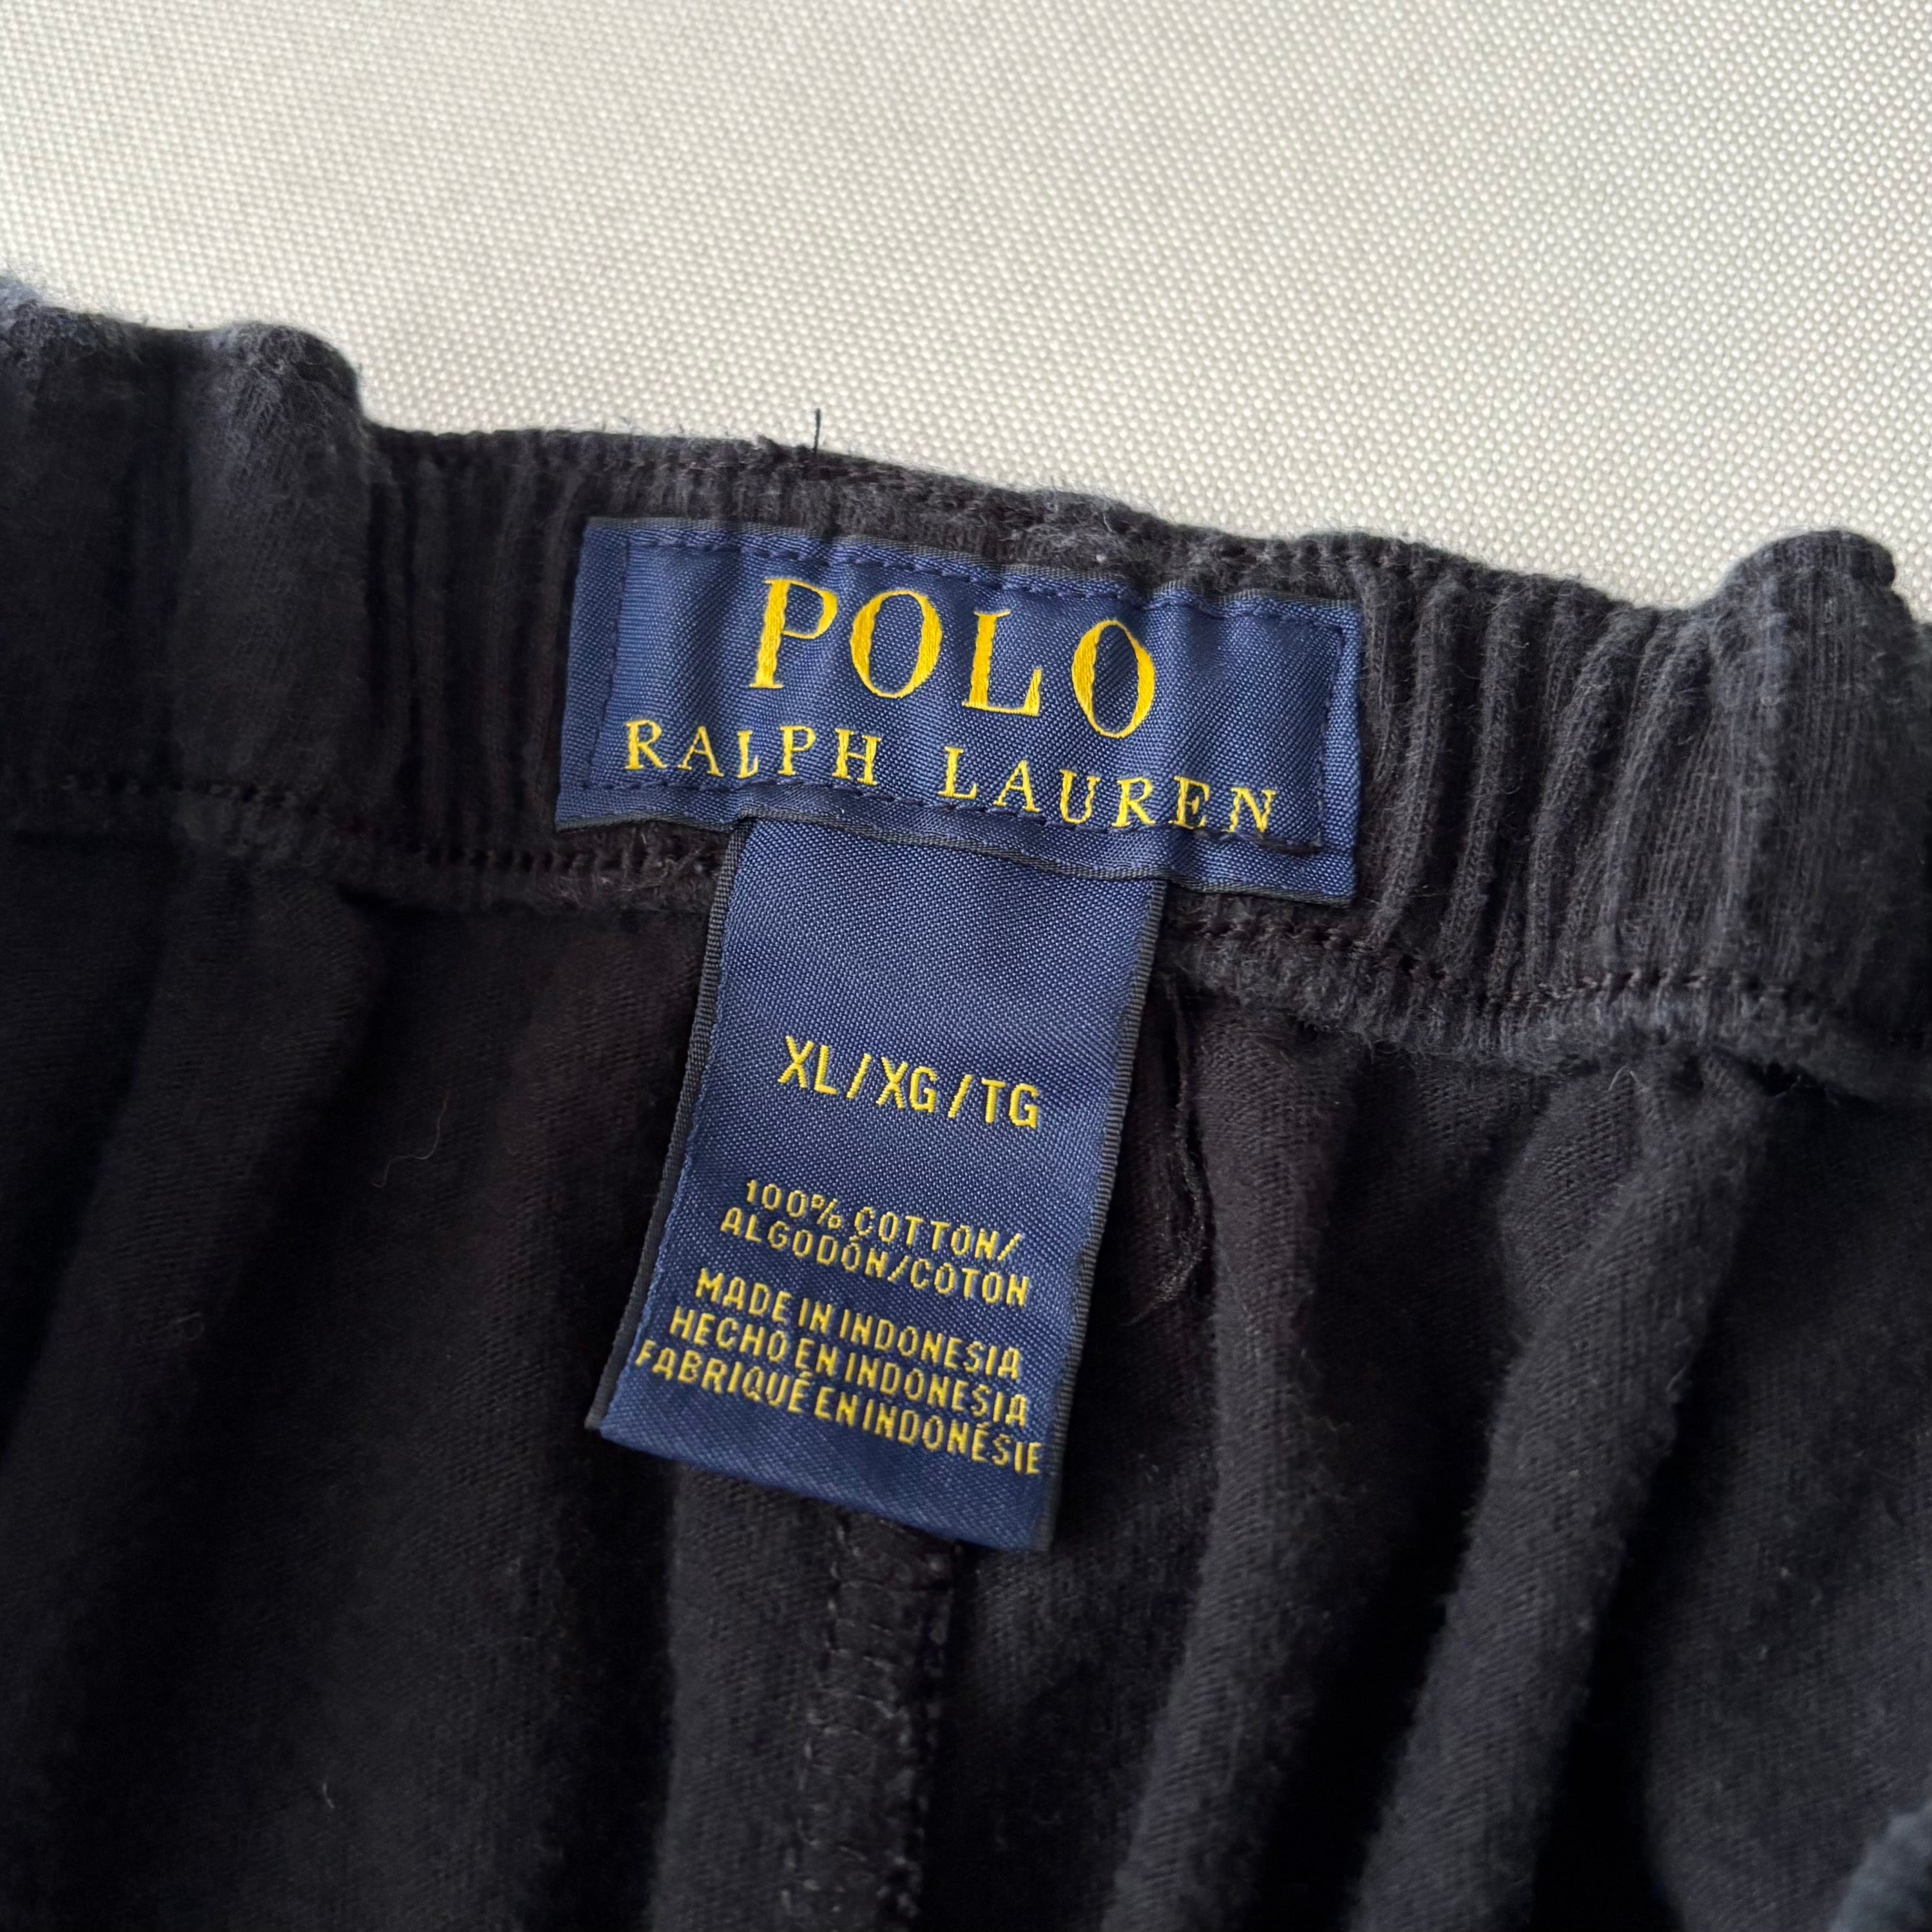 POLO
RALPH LAUREN
XL/XG/TG
100% COTTON/
ALGODÓN/COTON
MADE IN INDONESIA
HECHO EN INDONESIA
FABRIQUÉ EN INDONÉSIE